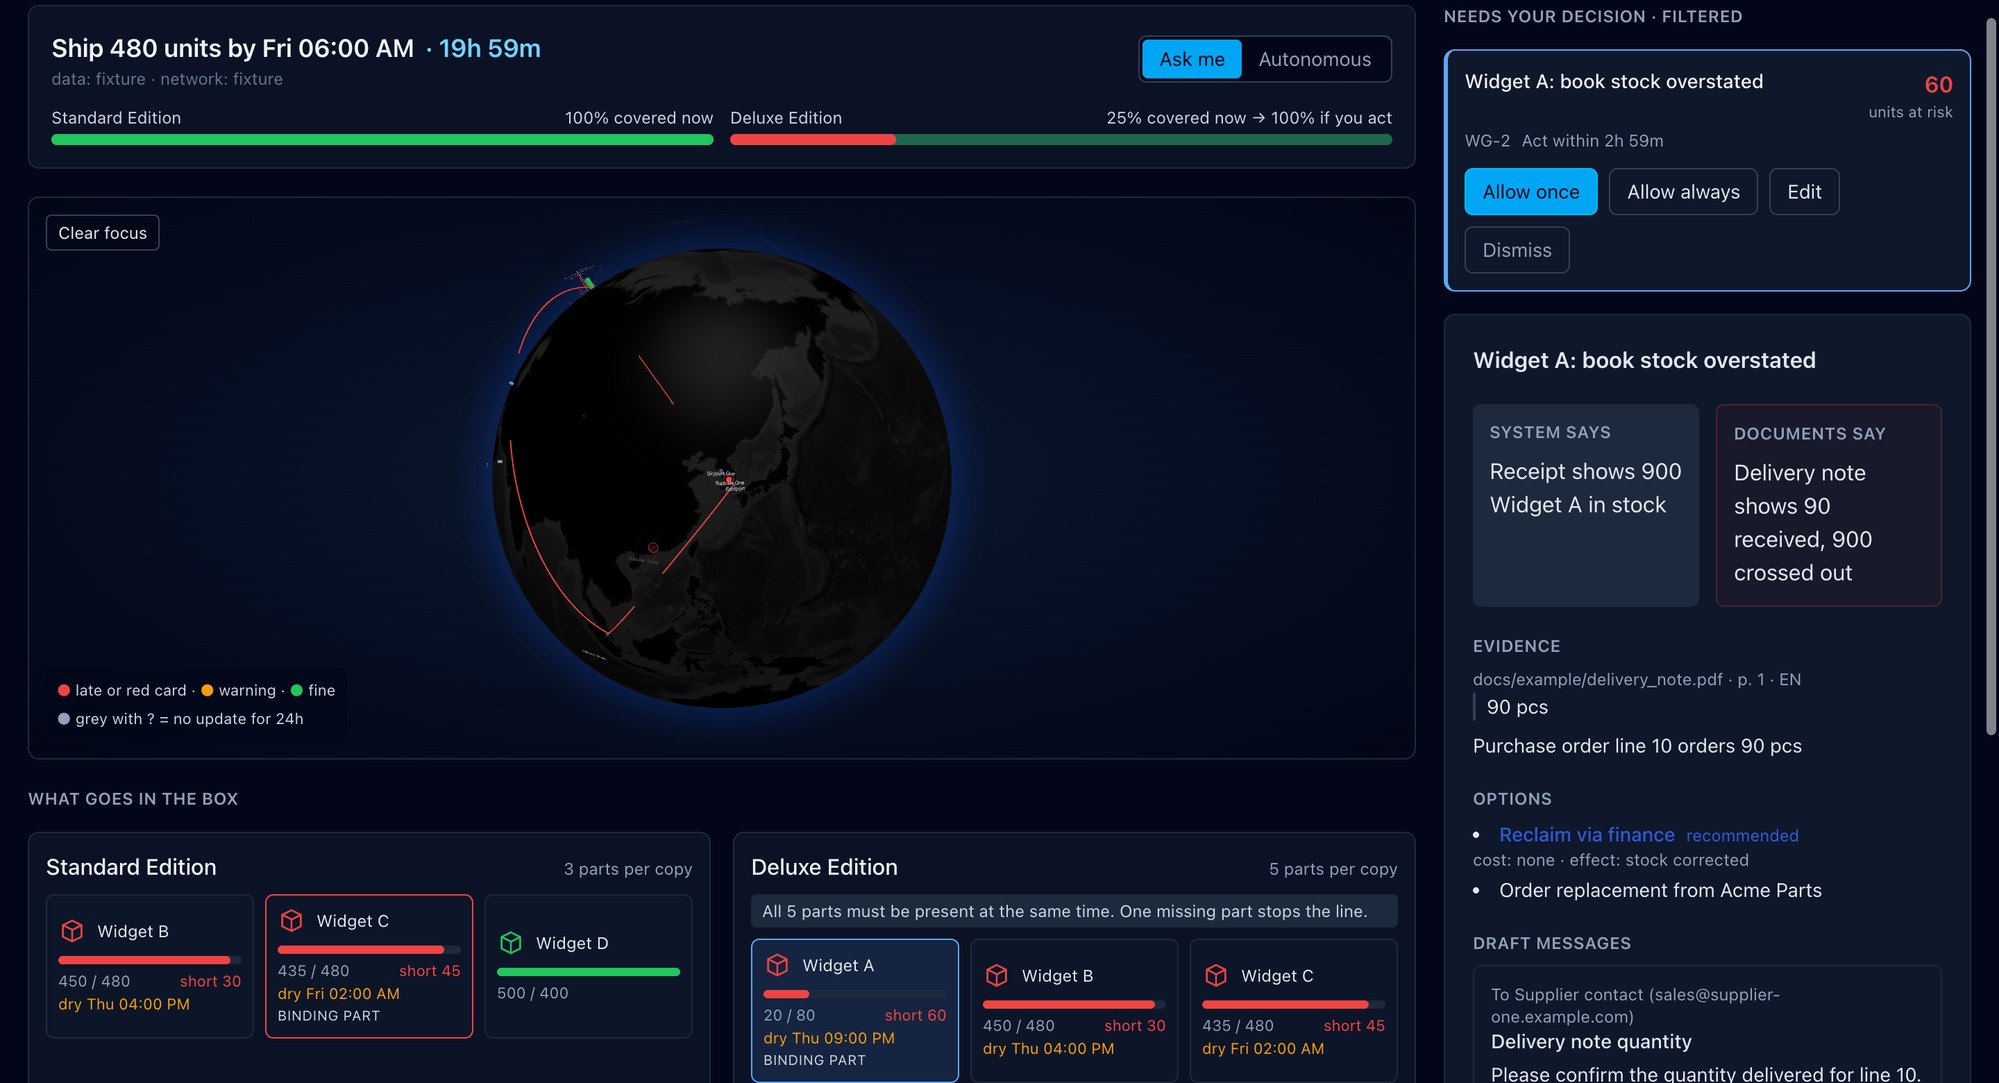 Ship 480 units by Fri 06:00 AM · 19h 59m
data: fixture · network: fixture
Ask me
Autonomous
Standard Edition
100% covered now
Deluxe Edition
25% covered now → 100% if you act
Clear focus
late or red card · warning · fine
grey with ? = no update for 24h
WHAT GOES IN THE BOX
Standard Edition
3 parts per copy
Widget B
450 / 480
short 30
dry Thu 04:00 PM
Widget C
435 / 480
short 45
dry Fri 02:00 AM
BINDING PART
Widget D
500 / 400
Deluxe Edition
5 parts per copy
All 5 parts must be present at the same time. One missing part stops the line.
Widget A
20 / 80
short 60
dry Thu 09:00 PM
BINDING PART
Widget B
450 / 480
short 30
dry Thu 04:00 PM
Widget C
435 / 480
short 45
dry Fri 02:00 AM
NEEDS YOUR DECISION · FILTERED
Widget A: book stock overstated
60
units at risk
WG-2 Act within 2h 59m
Allow once
Allow always
Edit
Dismiss
Widget A: book stock overstated
SYSTEM SAYS
Receipt shows 900
Widget A in stock
DOCUMENTS SAY
Delivery note
shows 90
received, 900
crossed out
EVIDENCE
docs/example/delivery_note.pdf · p. 1 · EN
90 pcs
Purchase order line 10 orders 90 pcs
OPTIONS
Reclaim via finance recommended
cost: none · effect: stock corrected
Order replacement from Acme Parts
DRAFT MESSAGES
To Supplier contact (sales@supplier-
one.example.com)
Delivery note quantity
Please confirm the quantity delivered for line 10.